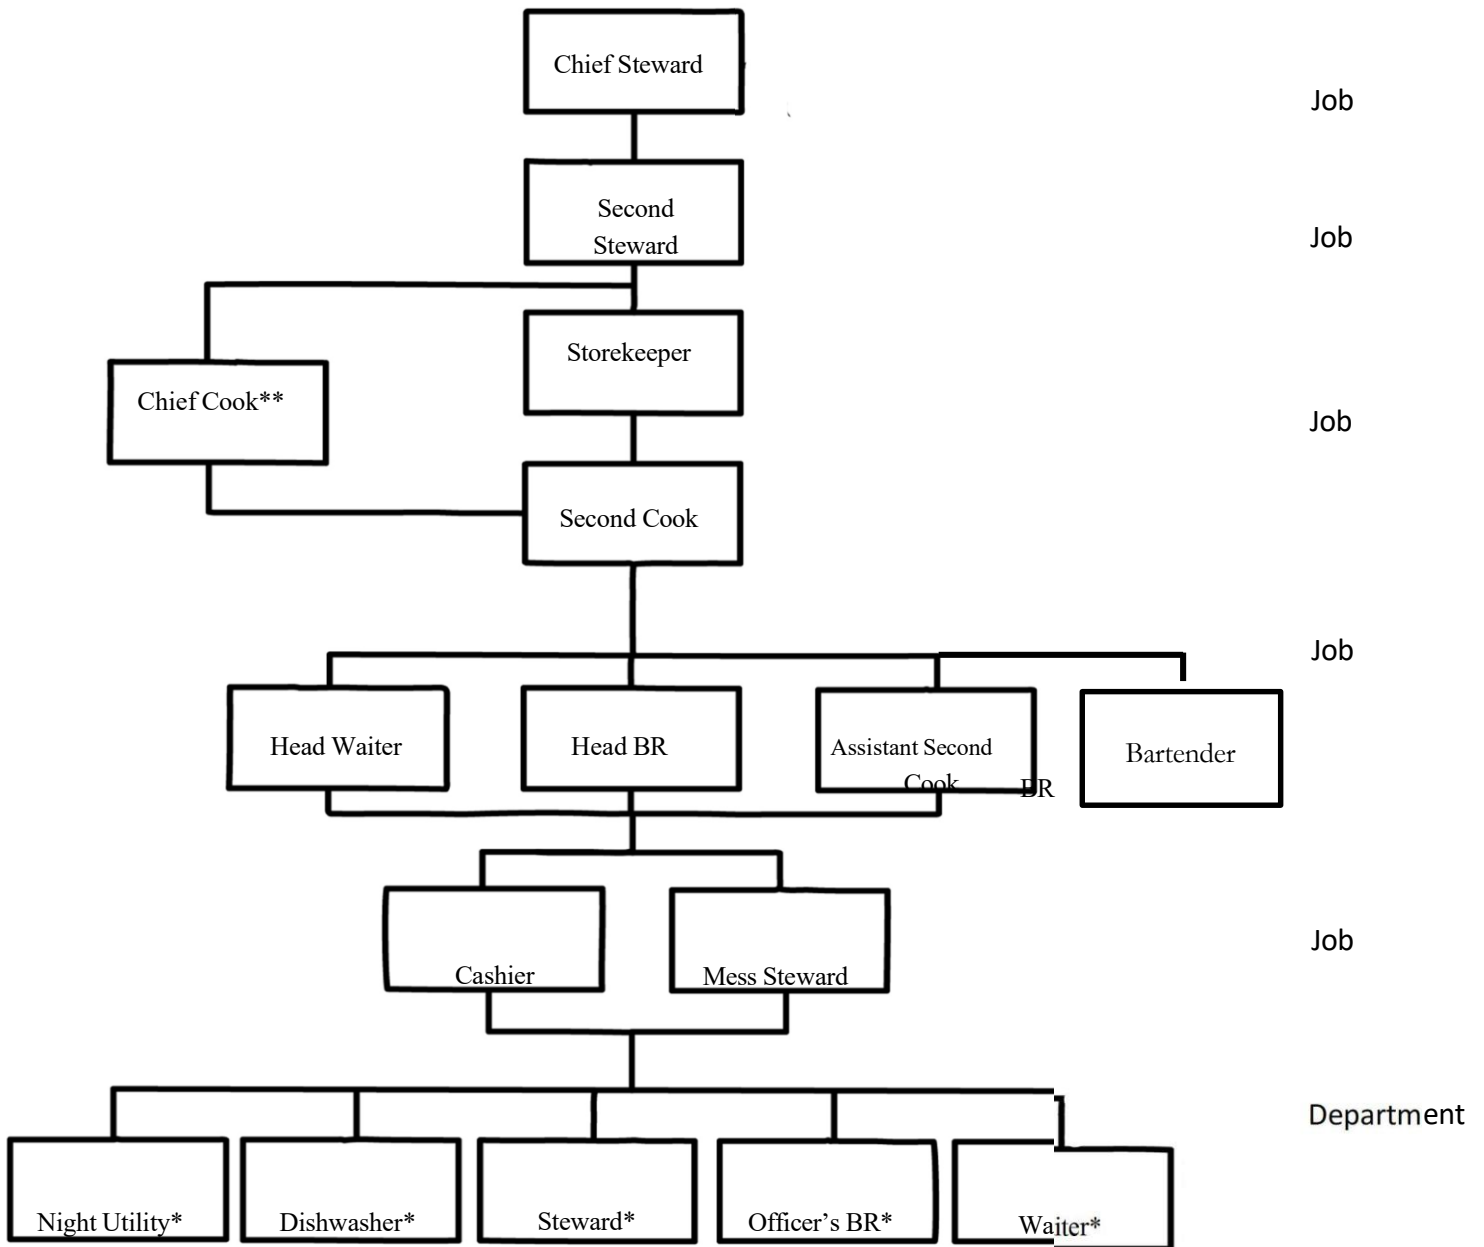 Chief Steward
Job
Second
Steward
Job
Storekeeper
Chief Cook**
Job
Second Cook
Job
Head Waiter
Head BR
Assistant Second
Cook
BR
Bartender
Job
Cashier
Mess Steward
Department
Night Utility*
Dishwasher*
Steward*
Officer’s BR*
Waiter*